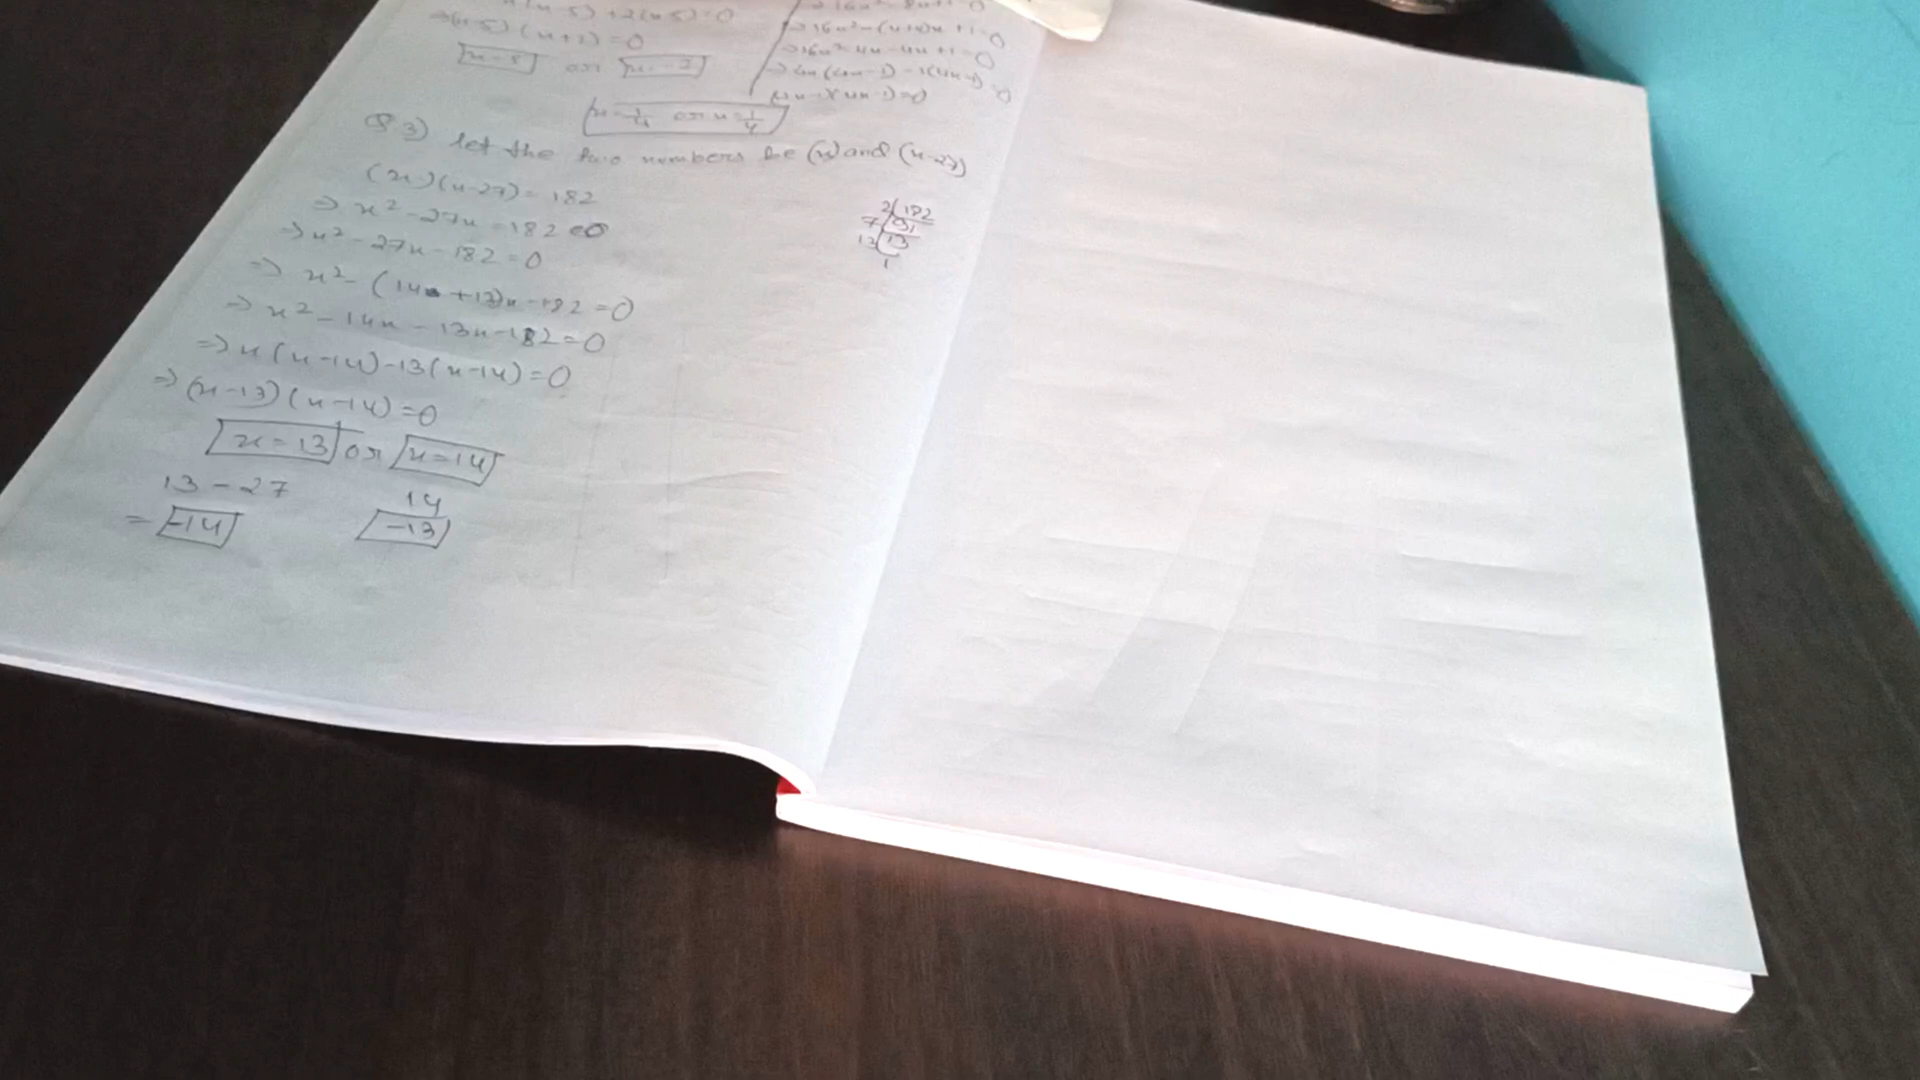 (x-5)(x+2)=0
x=5 or x=-2
⇒16x²-(4+4)x+1=0
⇒16x²-4x-4x+1=0
⇒4x(4x-1)-1(4x-1)=0
(4x-1)(4x-1)=0
x=1/4 or x=1/4
Q3) let the two numbers be (x) and (x-27)
(x)(x-27)=182
⇒ x²-27x=182
⇒ x²-27x-182=0
⇒ x²-(14+13)x-182=0
⇒ x²-14x-13x-182=0
⇒ x(x-14)-13(x-14)=0
⇒ (x-13)(x-14)=0
x=13 or x=14
13-27
=-14
14
-13
2 182
7 91
13 13
1